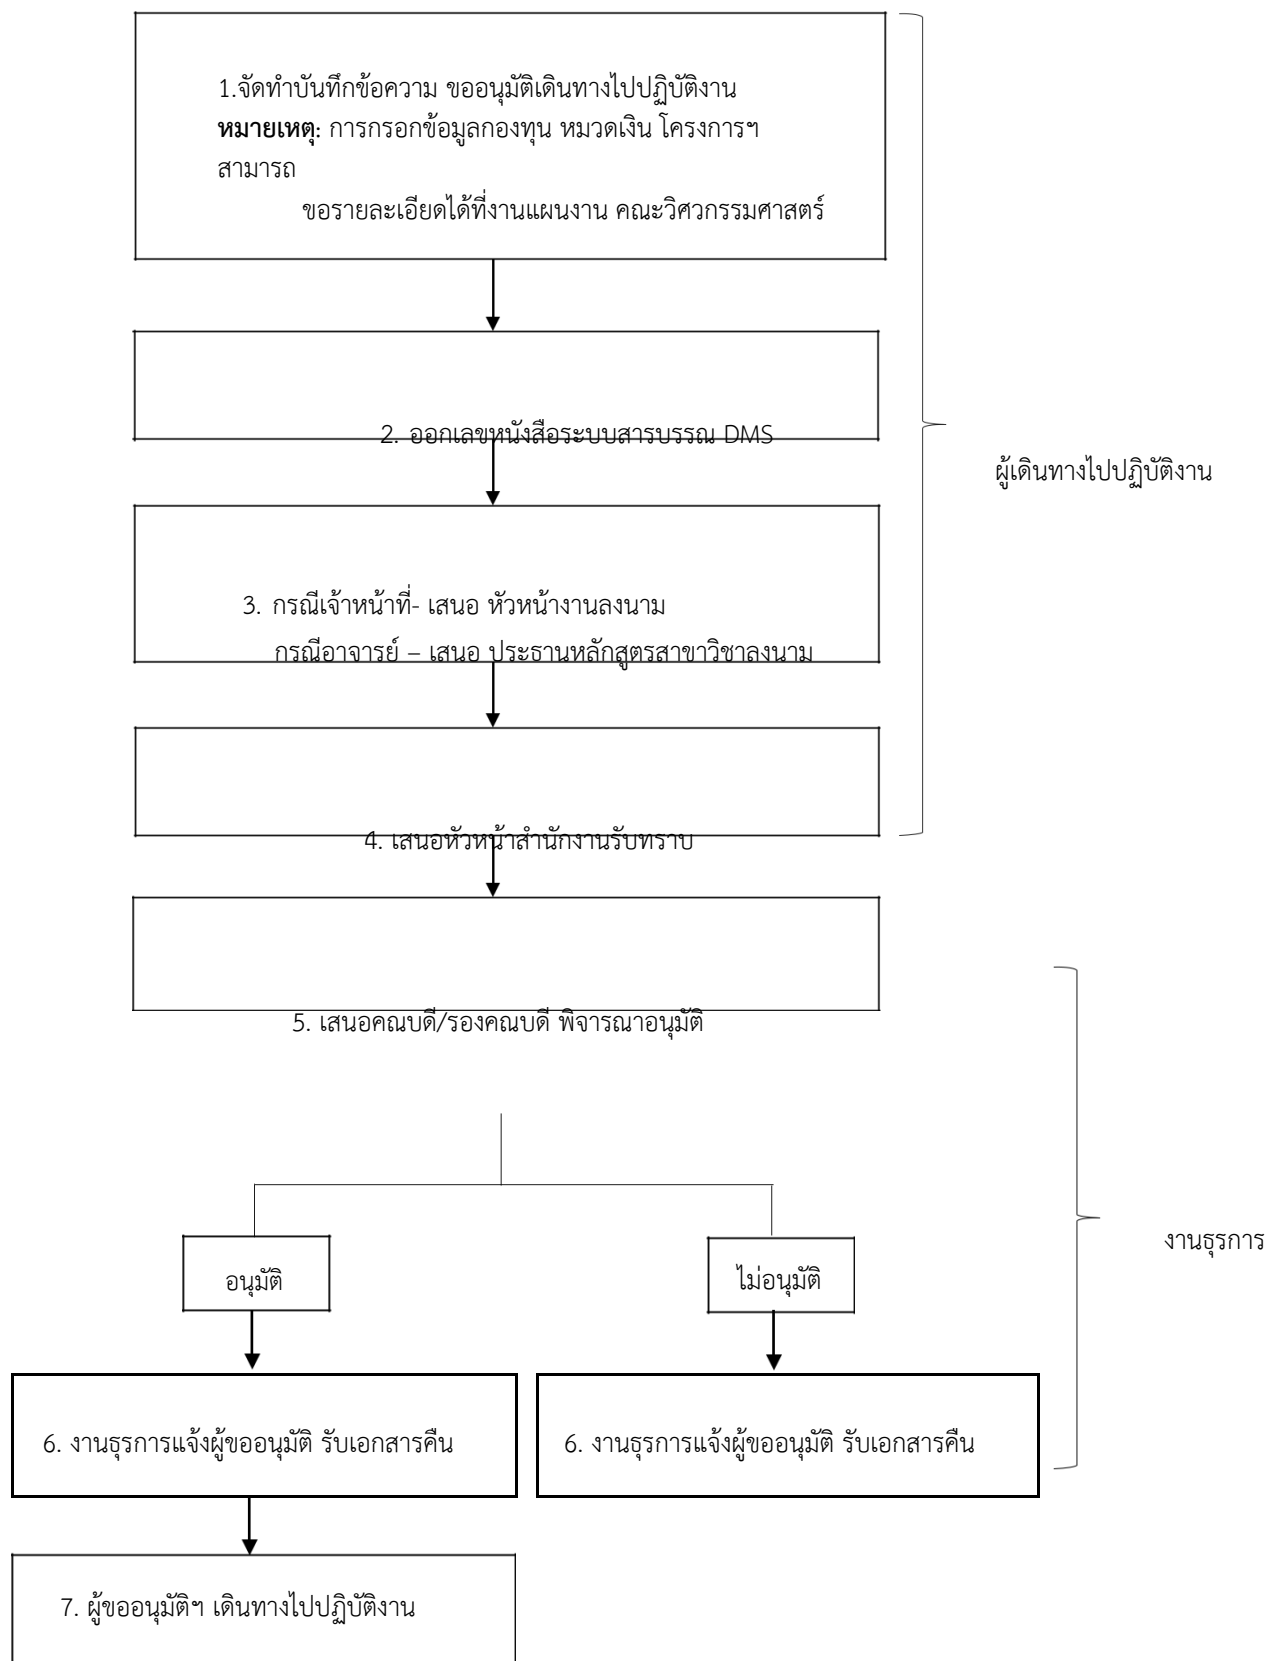 1.จัดทำบันทึกข้อความ ขออนุมัติเดินทางไปปฏิบัติงาน
หมายเหตุ: การกรอกข้อมูลกองทุน หมวดเงิน โครงการฯ
สามารถ
ขอรายละเอียดได้ที่งานแผนงาน คณะวิศวกรรมศาสตร์
2. ออกเลขหนังสือระบบสารบรรณ DMS
ผู้เดินทางไปปฏิบัติงาน
3. กรณีเจ้าหน้าที่- เสนอ หัวหน้างานลงนาม
กรณีอาจารย์ – เสนอ ประธานหลักสูตรสาขาวิชาลงนาม
4. เสนอหัวหน้าสำนักงานรับทราบ
5. เสนอคณบดี/รองคณบดี พิจารณาอนุมัติ
งานธุรการ
อนุมัติ
ไม่อนุมัติ
6. งานธุรการแจ้งผู้ขออนุมัติ รับเอกสารคืน
6. งานธุรการแจ้งผู้ขออนุมัติ รับเอกสารคืน
7. ผู้ขออนุมัติฯ เดินทางไปปฏิบัติงาน